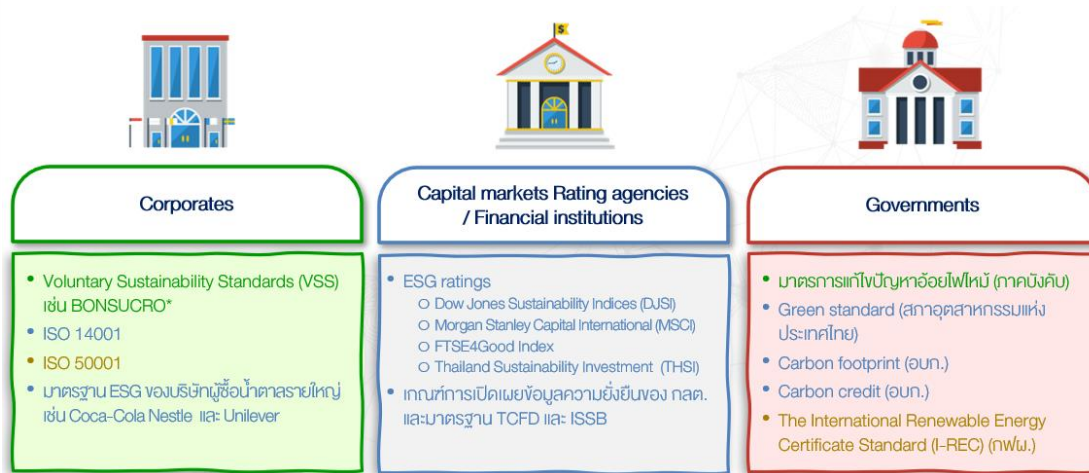 $
Corporates
Voluntary Sustainability Standards (VSS)
เช่น BONSUCRO*
ISO 14001
ISO 50001
มาตรฐาน ESG ของบริษัทผู้ซื้อน้ำตาลรายใหญ่
เช่น Coca-Cola Nestle และ Unilever
Capital markets Rating agencies
/ Financial institutions
ESG ratings
Dow Jones Sustainability Indices (DJSI)
Morgan Stanley Capital International (MSCI)
FTSE4Good Index
Thailand Sustainability Investment (THSI)
เกณฑ์การเปิดเผยข้อมูลความยั่งยืนของ กลต.
และมาตรฐาน TCFD และ ISSB
Governments
มาตรการแก้ไขปัญหาอ้อยไฟไหม้ (ภาคบังคับ)
Green standard (สภาอุตสาหกรรมแห่ง
ประเทศไทย)
Carbon footprint (อบก.)
Carbon credit (อบก.)
The International Renewable Energy
Certificate Standard (I-REC) (กฟผ.)